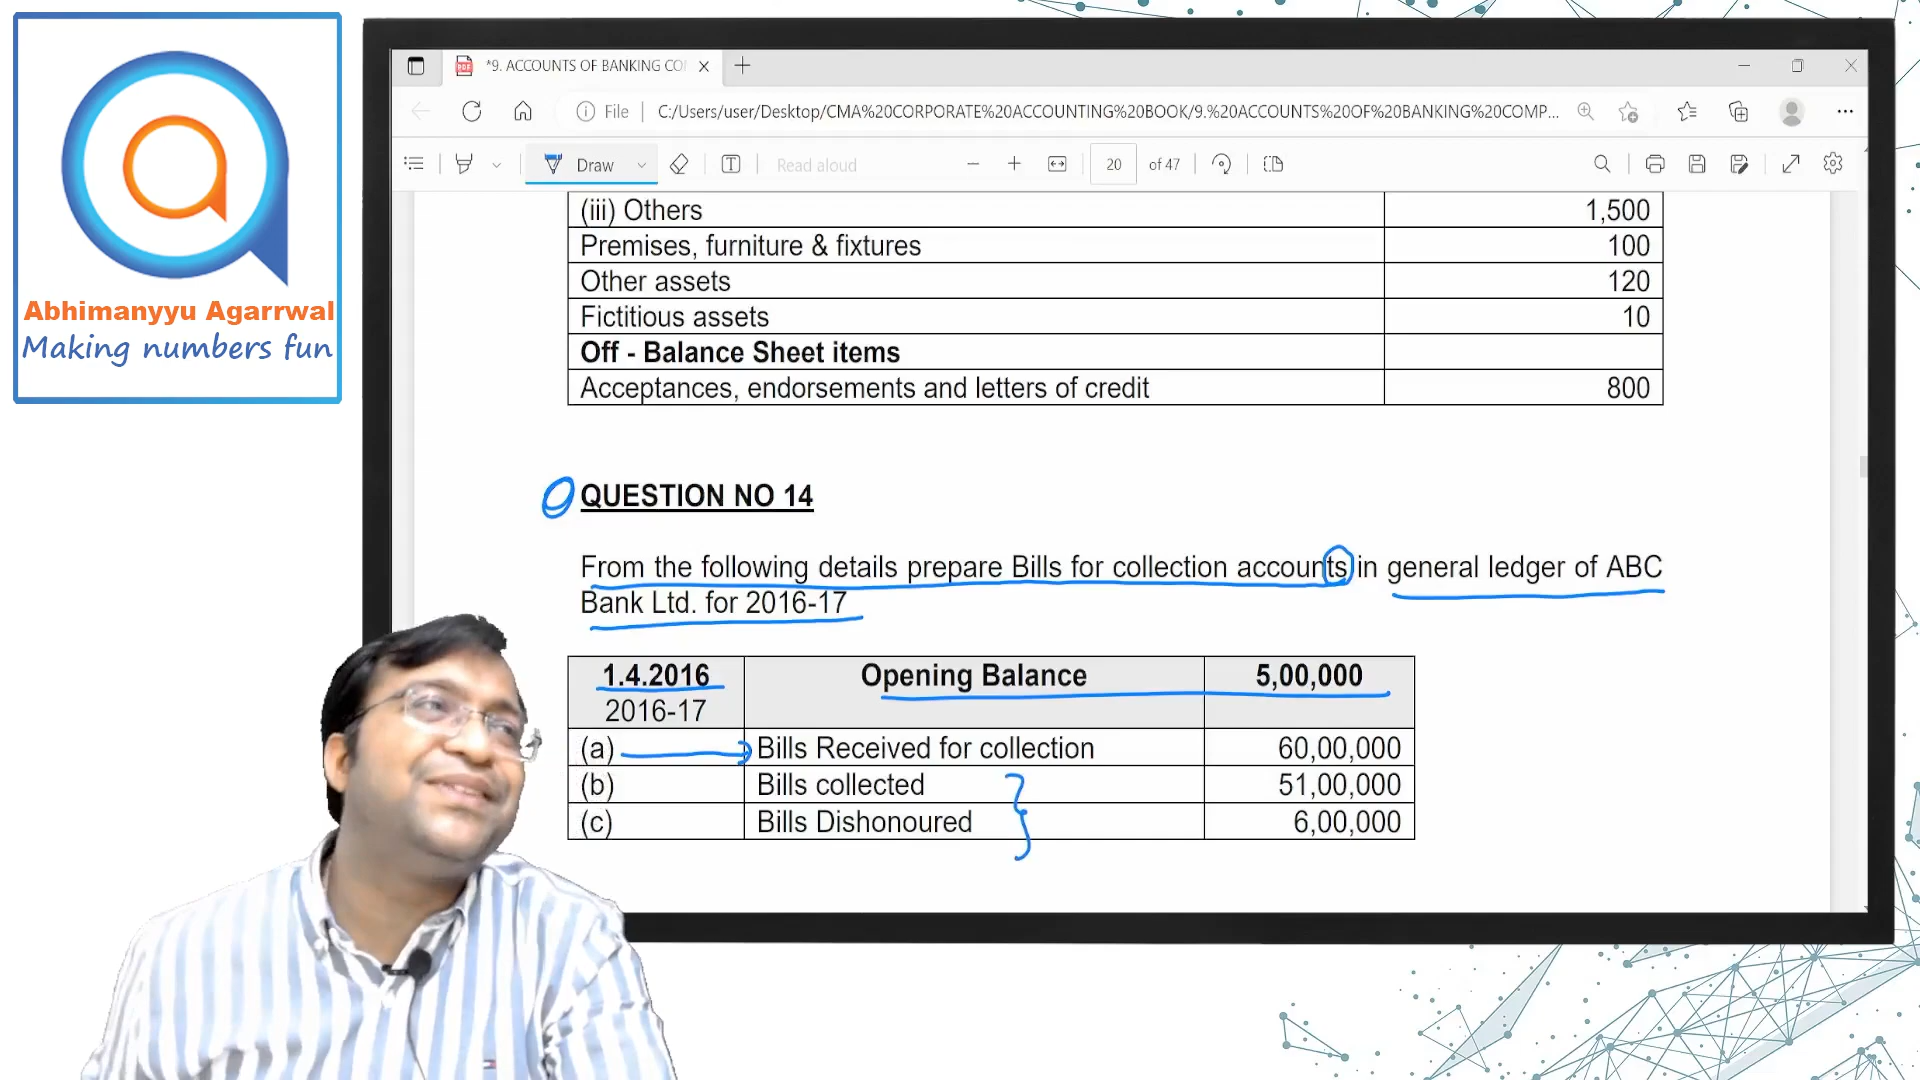 Abhimanyyu Agarrwal
Making numbers fun
*9. ACCOUNTS OF BANKING CO
File C:/Users/user/Desktop/CMA%20CORPORATE%20ACCOUNTING%20BOOK/9.%20ACCOUNTS%20OF%20BANKING%20COMP...
Draw Read aloud 20 of 47
(iii) Others 1,500
Premises, furniture & fixtures 100
Other assets 120
Fictitious assets 10
Off - Balance Sheet items
Acceptances, endorsements and letters of credit 800
QUESTION NO 14
From the following details prepare Bills for collection accounts in general ledger of ABC
Bank Ltd. for 2016-17
1.4.2016 Opening Balance 5,00,000
2016-17
(a) Bills Received for collection 60,00,000
(b) Bills collected 51,00,000
(c) Bills Dishonoured 6,00,000